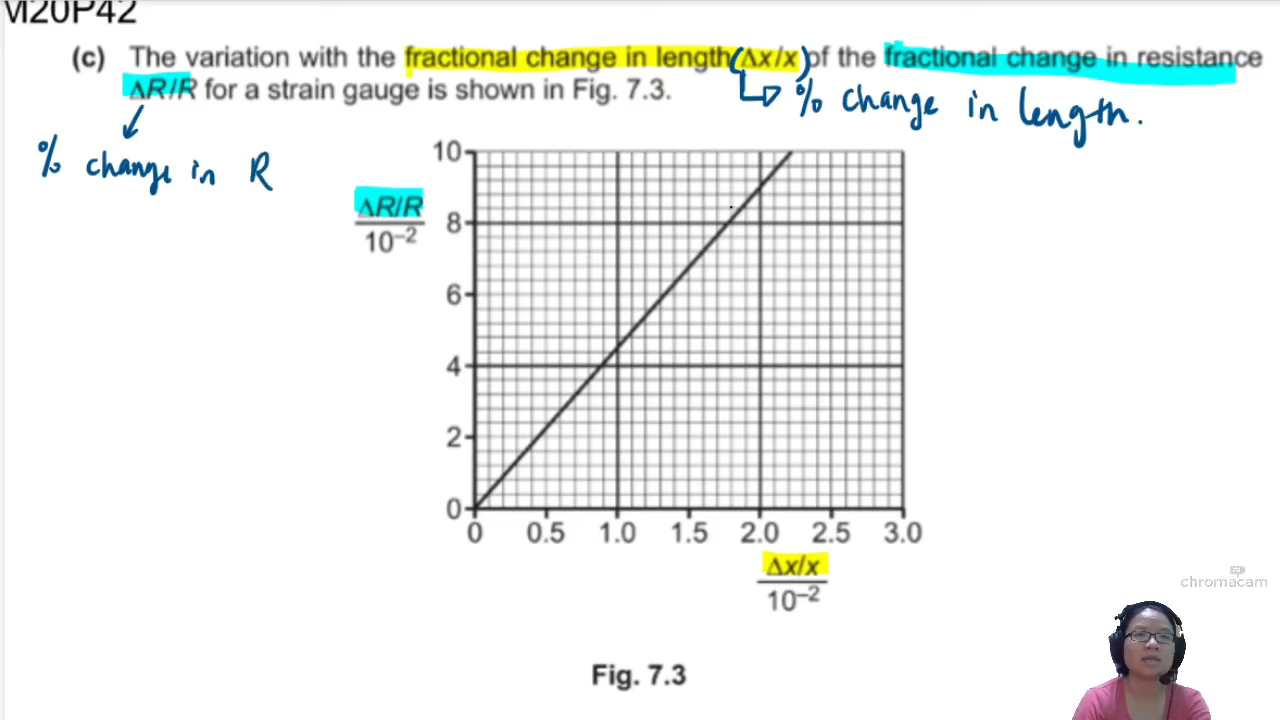 M20P42
(c) The variation with the fractional change in length (Δx/x) of the fractional change in resistance
ΔR/R for a strain gauge is shown in Fig. 7.3.
% change in length.
% change in R
ΔR/R
10⁻²
10
8
6
4
2
0
0 0.5 1.0 1.5 2.0 2.5 3.0
Δx/x
10⁻²
Fig. 7.3
chromacam